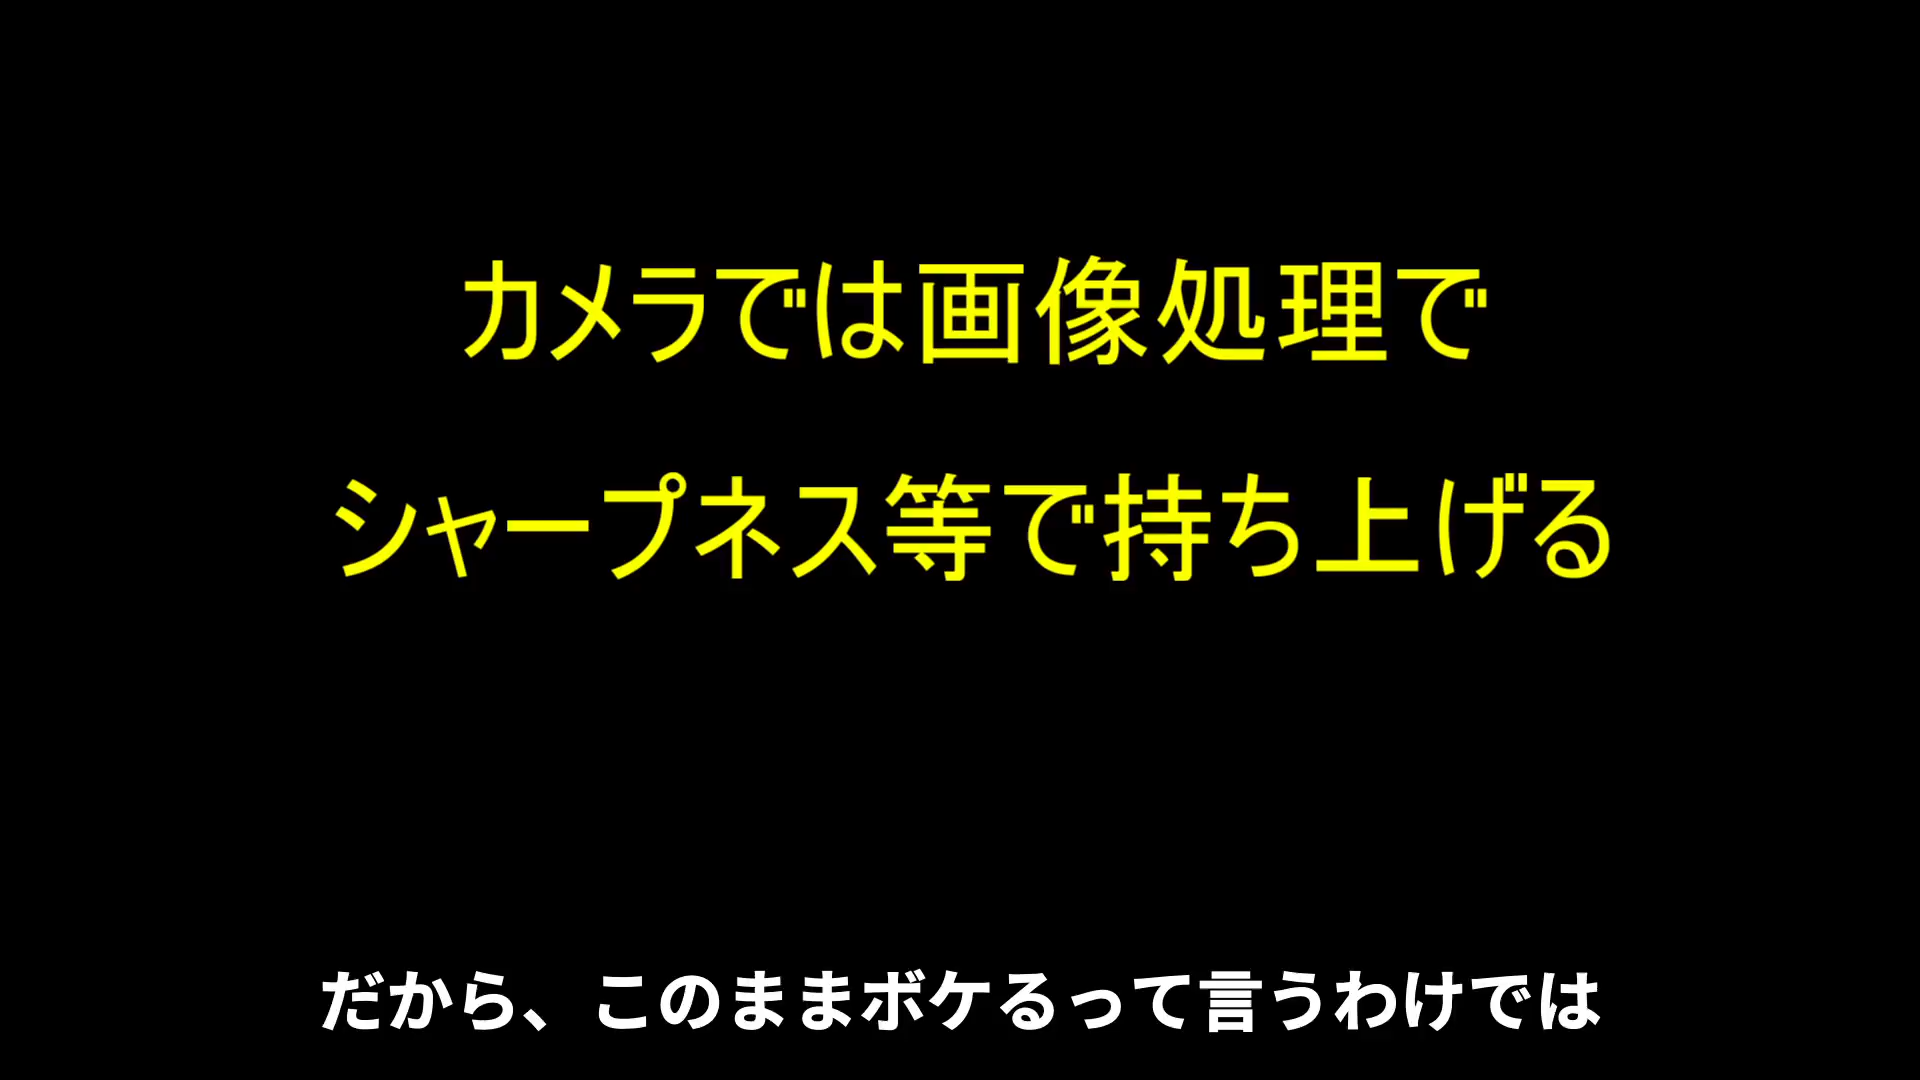 カメラでは画像処理で
シャープネス等で持ち上げる
だから、このままボケるって言うわけでは